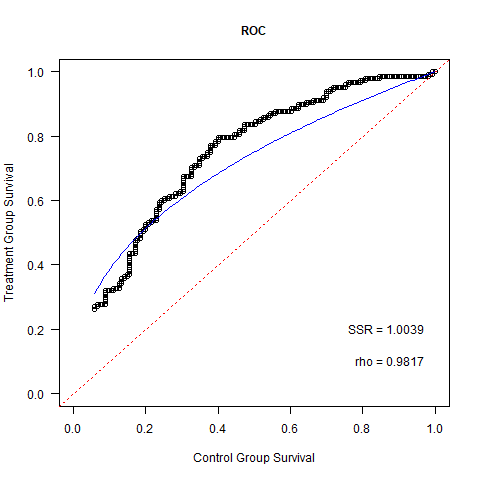 ROC
Treatment Group Survival
1.0
0.8
0.6
0.4
0.2
0.0
SSR = 1.0039
rho = 0.9817
0.0 0.2 0.4 0.6 0.8 1.0
Control Group Survival